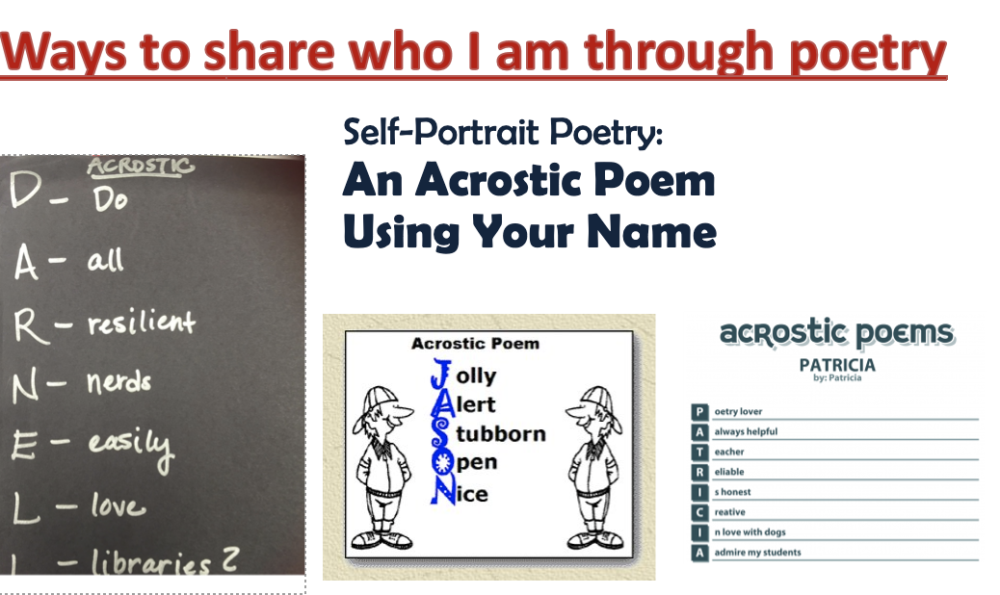 Ways to share who I am through poetry
Self-Portrait Poetry:
An Acrostic Poem
Using Your Name
ACROSTIC
D - Do
A - all
R - resilient
N - nerds
E - easily
L - love
L - libraries?
Acrostic Poem
Jolly
Alert
Stubborn
Open
Nice
acrostic poems
PATRICIA
by: Patricia
P oetry lover
A always helpful
T eacher
R eliable
I s honest
C reative
I n love with dogs
A admire my students